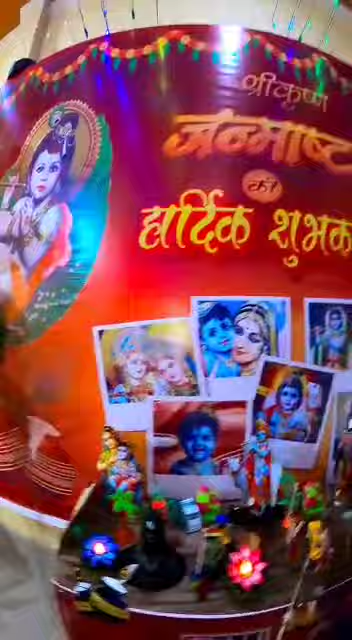 श्रीकृष्ण
जन्माष्ट
की
हार्दिक शुभक